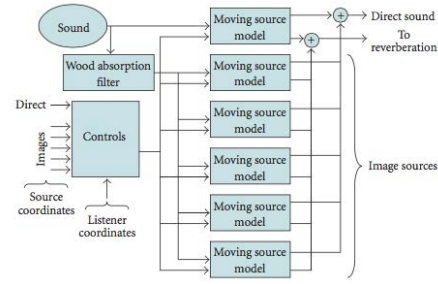 Sound
Moving source
model
Direct sound
To
reverberation
Wood absorption
filter
Moving source
model
Direct
Images
Controls
Moving source
model
Moving source
model
Image sources
Source
coordinates
Listener
coordinates
Moving source
model
Moving source
model